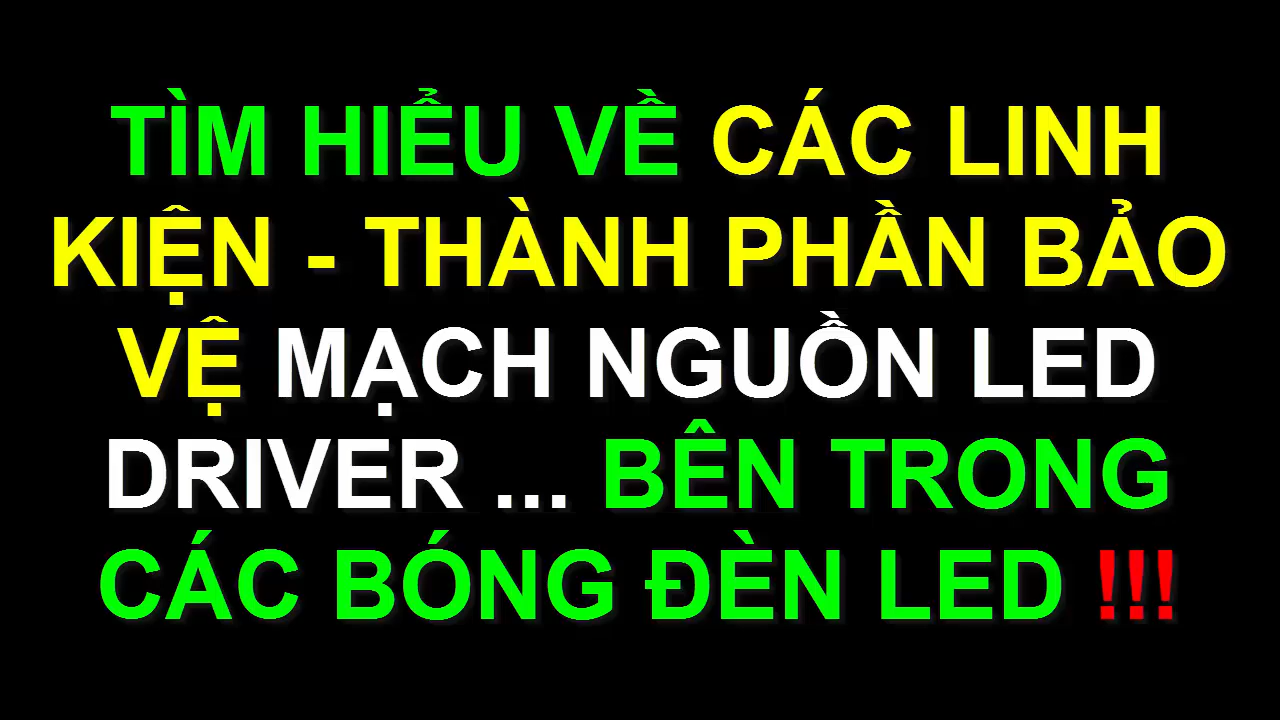 TÌM HIỂU VỀ CÁC LINH
KIỆN - THÀNH PHẦN BẢO
VỆ MẠCH NGUỒN LED
DRIVER ... BÊN TRONG
CÁC BÓNG ĐÈN LED !!!